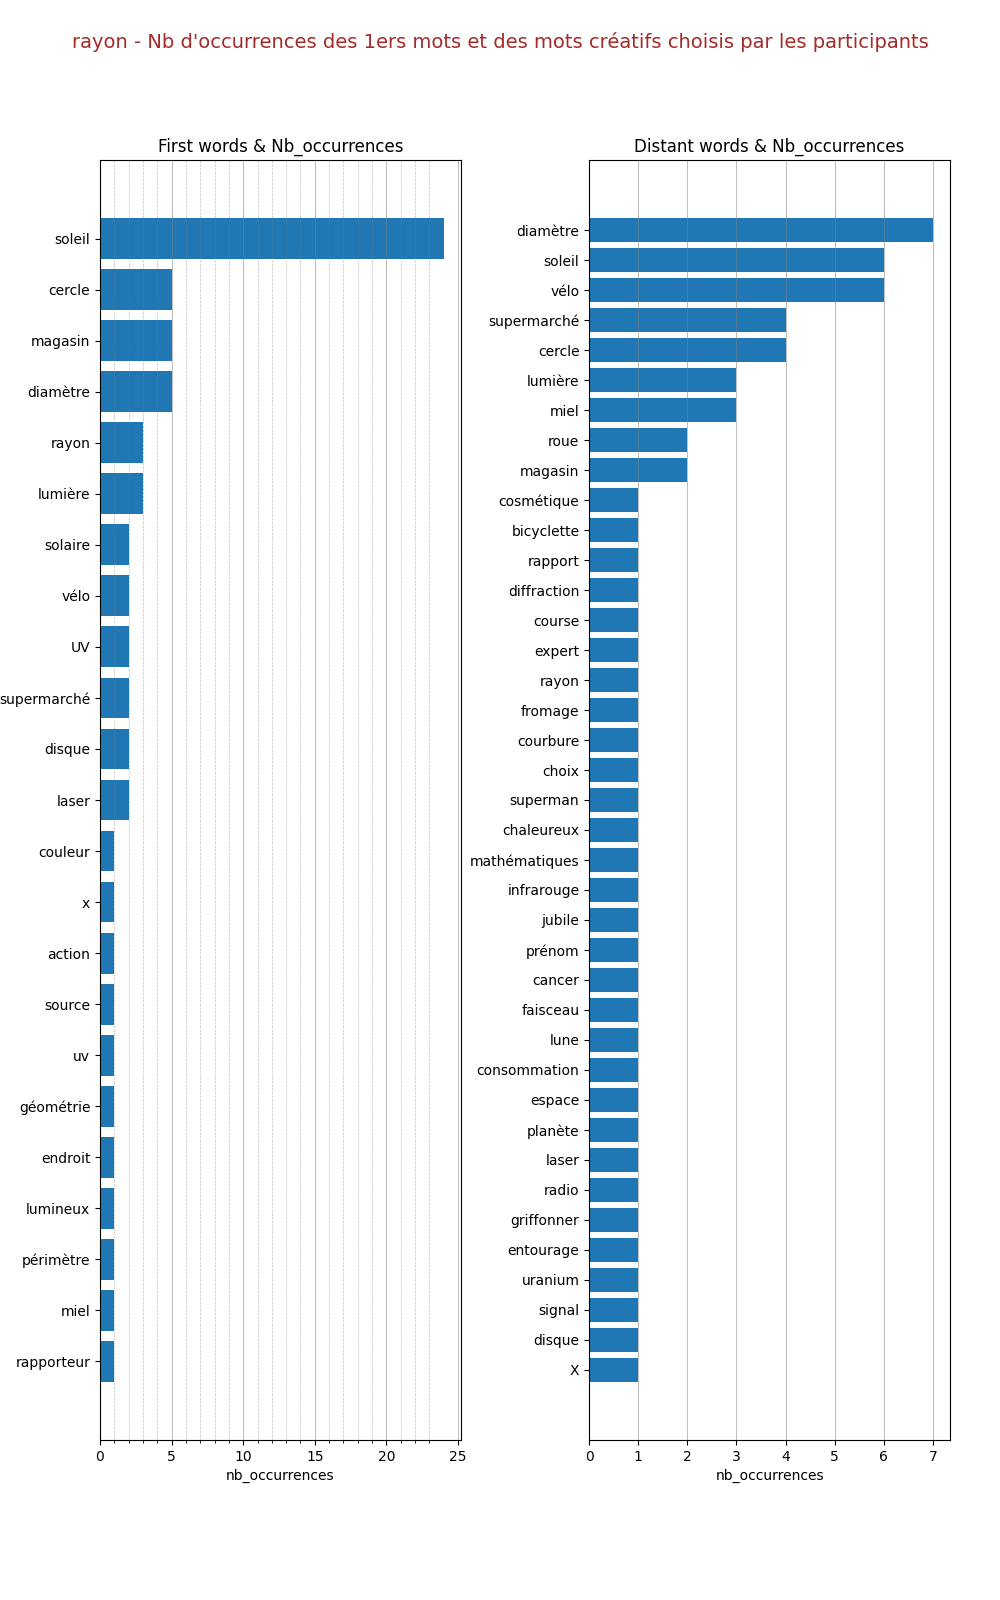 rayon - Nb d'occurrences des 1ers mots et des mots créatifs choisis par les participants
First words & Nb_occurrences
soleil
cercle
magasin
diamètre
rayon
lumière
solaire
vélo
UV
supermarché
disque
laser
couleur
x
action
source
uv
géométrie
endroit
lumineux
périmètre
miel
rapporteur
0 5 10 15 20 25
nb_occurrences
Distant words & Nb_occurrences
diamètre
soleil
vélo
supermarché
cercle
lumière
miel
roue
magasin
cosmétique
bicyclette
rapport
diffraction
course
expert
rayon
fromage
courbure
choix
superman
chaleureux
mathématiques
infrarouge
jubile
prénom
cancer
faisceau
lune
consommation
espace
planète
laser
radio
griffonner
entourage
uranium
signal
disque
X
0 1 2 3 4 5 6 7
nb_occurrences